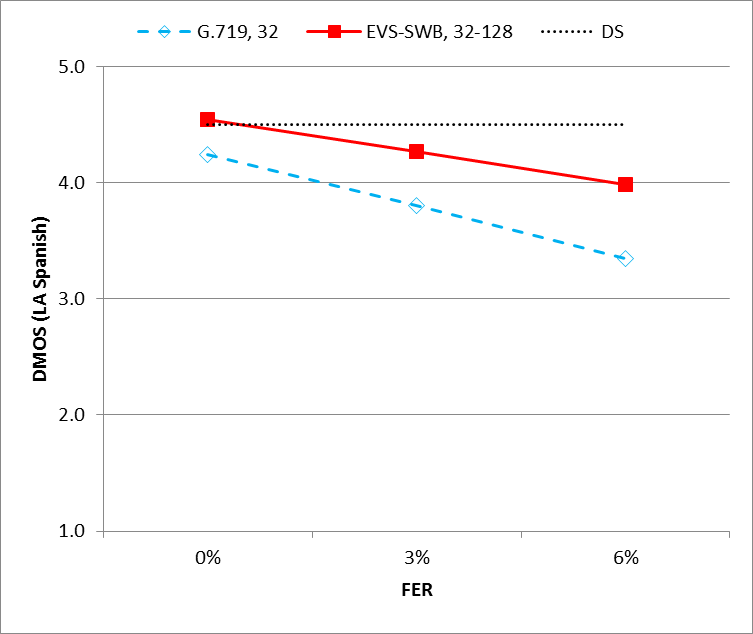 G.719, 32 EVS-SWB, 32-128 DS
5.0
4.0
3.0
2.0
1.0
DMOS (LA Spanish)
0% 3% 6%
FER